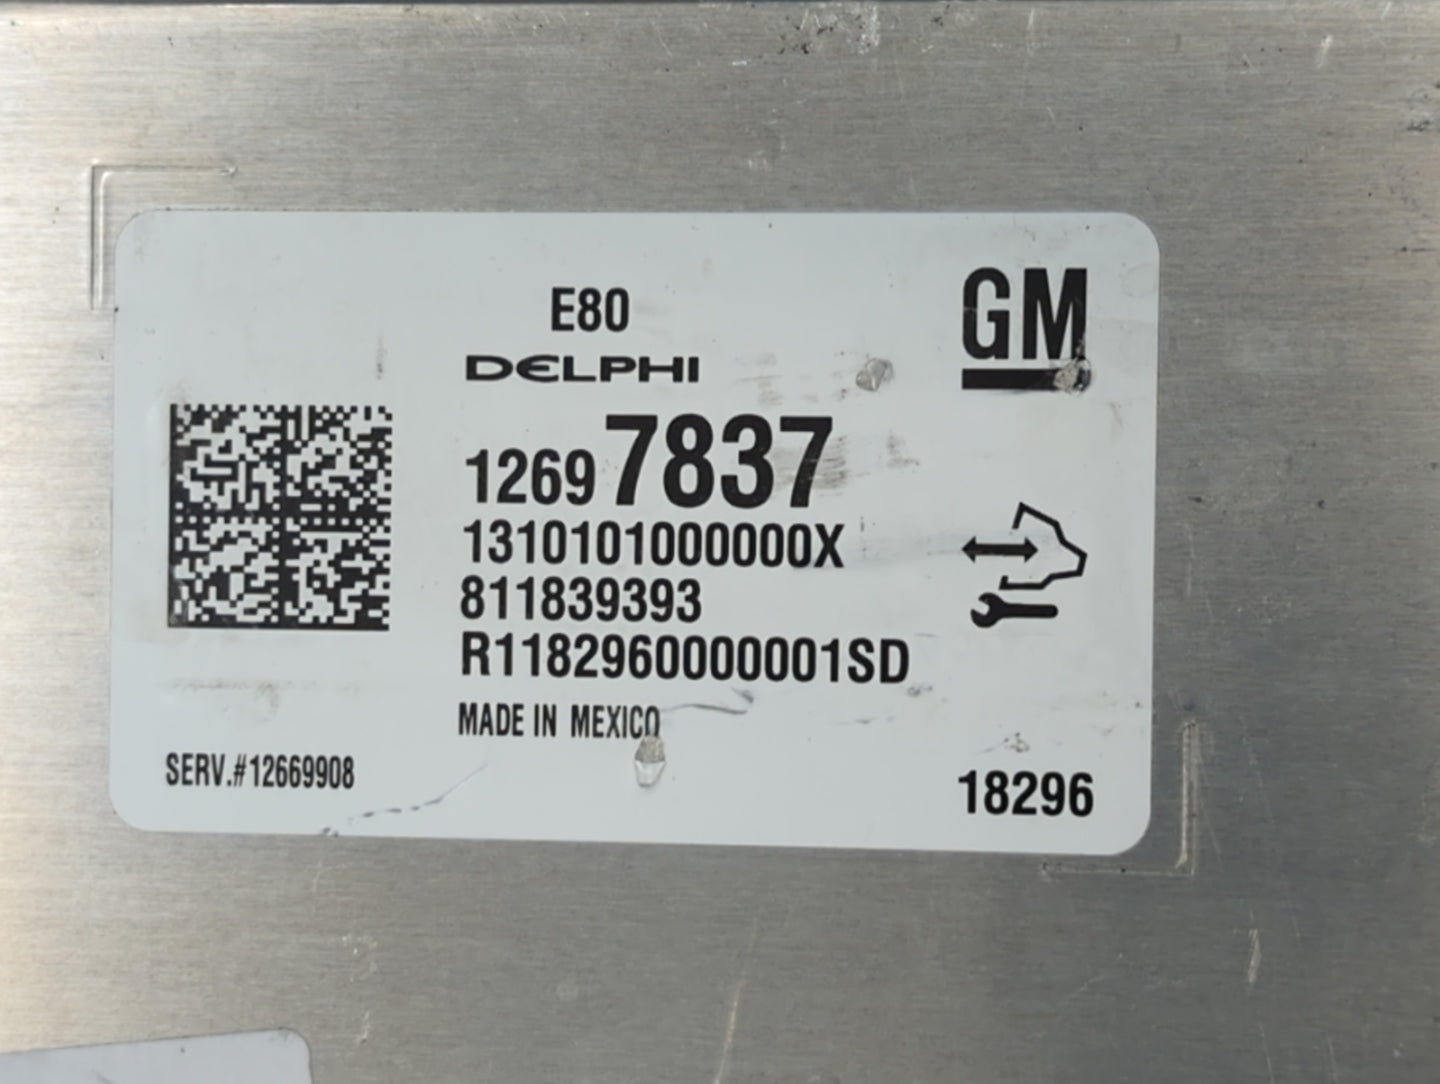 E80
GM
DELPHI
12697837
1310101000000X
811839393
R1182960000001SD
MADE IN MEXICO
SERV.#12669908
18296